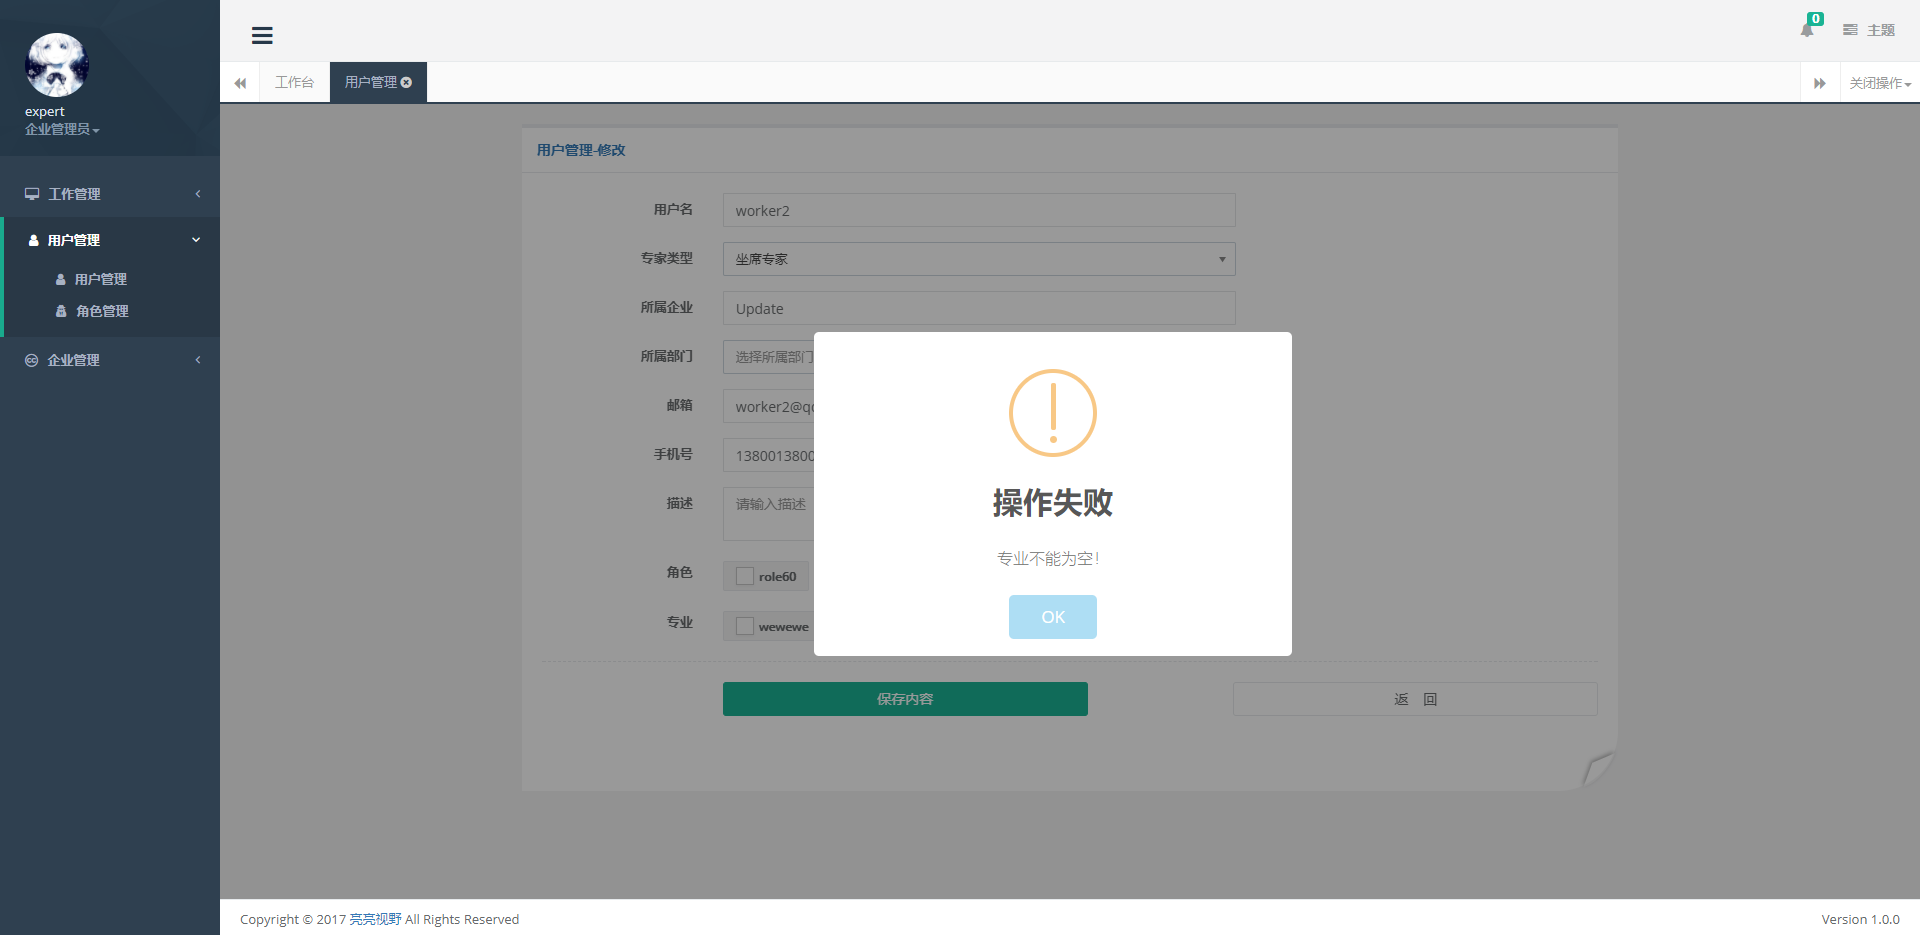 expert
企业管理员
工作管理
用户管理
用户管理
角色管理
企业管理
0
主题
工作台
用户管理
关闭操作
用户管理-修改
用户名
worker2
专家类型
坐席专家
所属企业
Update
所属部门
选择所属部门
邮箱
worker2@q
手机号
1380013800
描述
请输入描述
角色
role60
专业
wewewe
操作失败
专业不能为空!
OK
保存内容
返 回
Copyright © 2017 亮亮视野 All Rights Reserved
Version 1.0.0